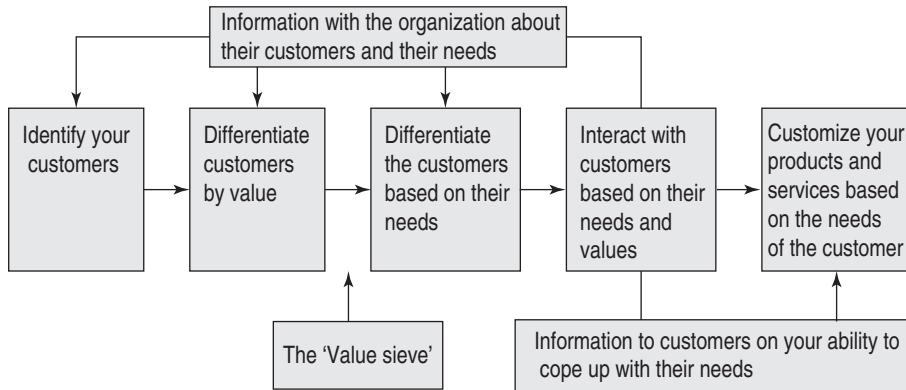 Information with the organization about
their customers and their needs
Identify your
customers
Differentiate
customers
by value
Differentiate
the customers
based on their
needs
Interact with
customers
based on their
needs and
values
Customize your
products and
services based
on the needs
of the customer
The ‘Value sieve’
Information to customers on your ability to
cope up with their needs